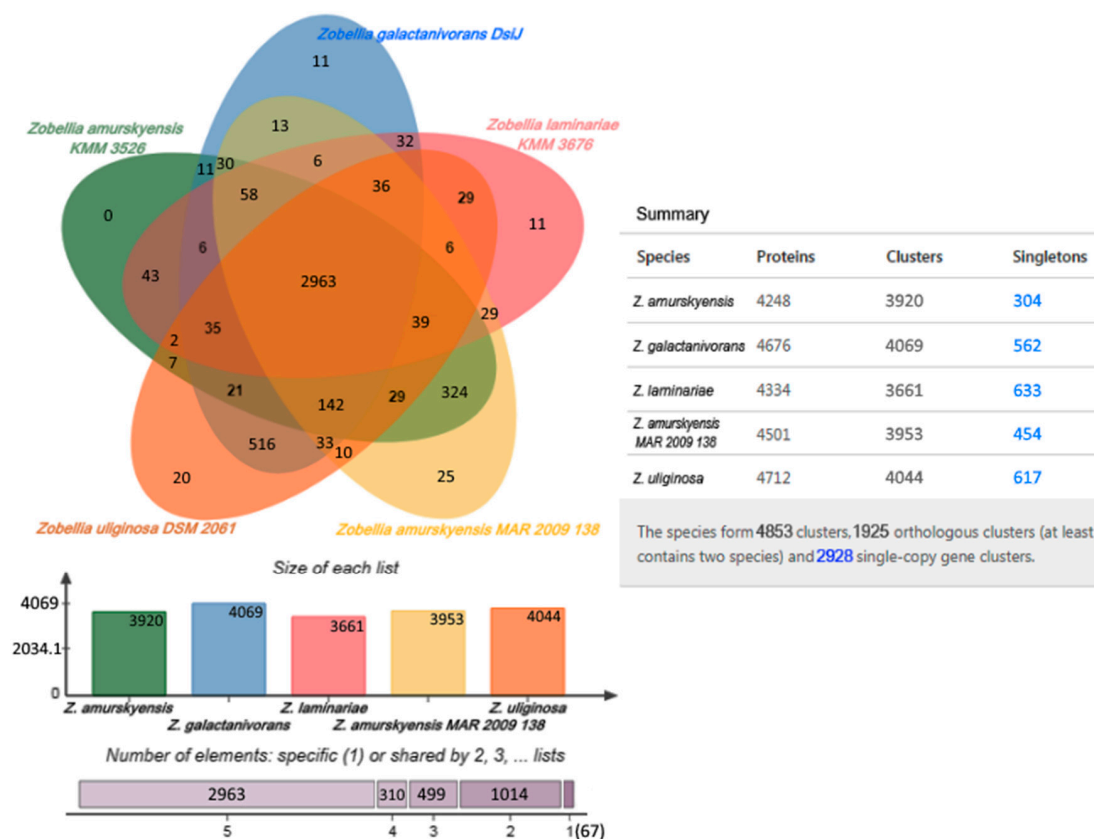 Zobellia galactanivorans DsiJ
11
Zobellia amurskyensis
KMM 3526
13
32
Zobellia laminariae
KMM 3676
11
30
6
58
36
29
0
11
6
6
43
2963
29
35
39
2
7
21
142
29
324
516
33
10
20
25
Zobellia uliginosa DSM 2061
Zobellia amurskyensis MAR 2009 138
Size of each list
4069
2034.1
0
3920
4069
3661
3953
4044
Z. amurskyensis
Z. galactanivorans
Z. laminariae
Z. amurskyensis MAR 2009 138
Z. uliginosa
Number of elements: specific (1) or shared by 2, 3, ... lists
2963 310 499 1014
5 4 3 2 1(67)
Summary
Species Proteins Clusters Singletons
Z. amurskyensis 4248 3920 304
Z. galactanivorans 4676 4069 562
Z. laminariae 4334 3661 633
Z. amurskyensis
MAR 2009 138 4501 3953 454
Z. uliginosa 4712 4044 617
The species form 4853 clusters, 1925 orthologous clusters (at least
contains two species) and 2928 single-copy gene clusters.